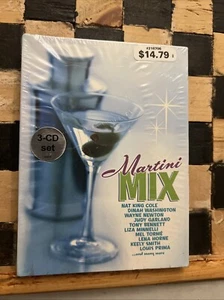 $14.79
3-CD
set
Martini
MIX
NAT KING COLE
DINAH WASHINGTON
WAYNE NEWTON
JUDY GARLAND
TONY BENNETT
LIZA MINNELLI
MEL TORMÉ
LENA HORNE
KEELY SMITH
LOUIS PRIMA
...and many more